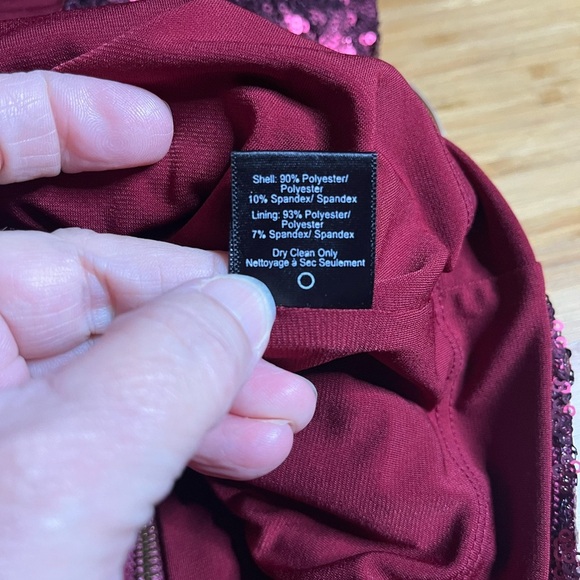 Shell: 90% Polyester/
Polyester
10% Spandex/ Spandex
Lining: 93% Polyester/
Polyester
7% Spandex/ Spandex
Dry Clean Only
Nettoyage à Sec Seulement